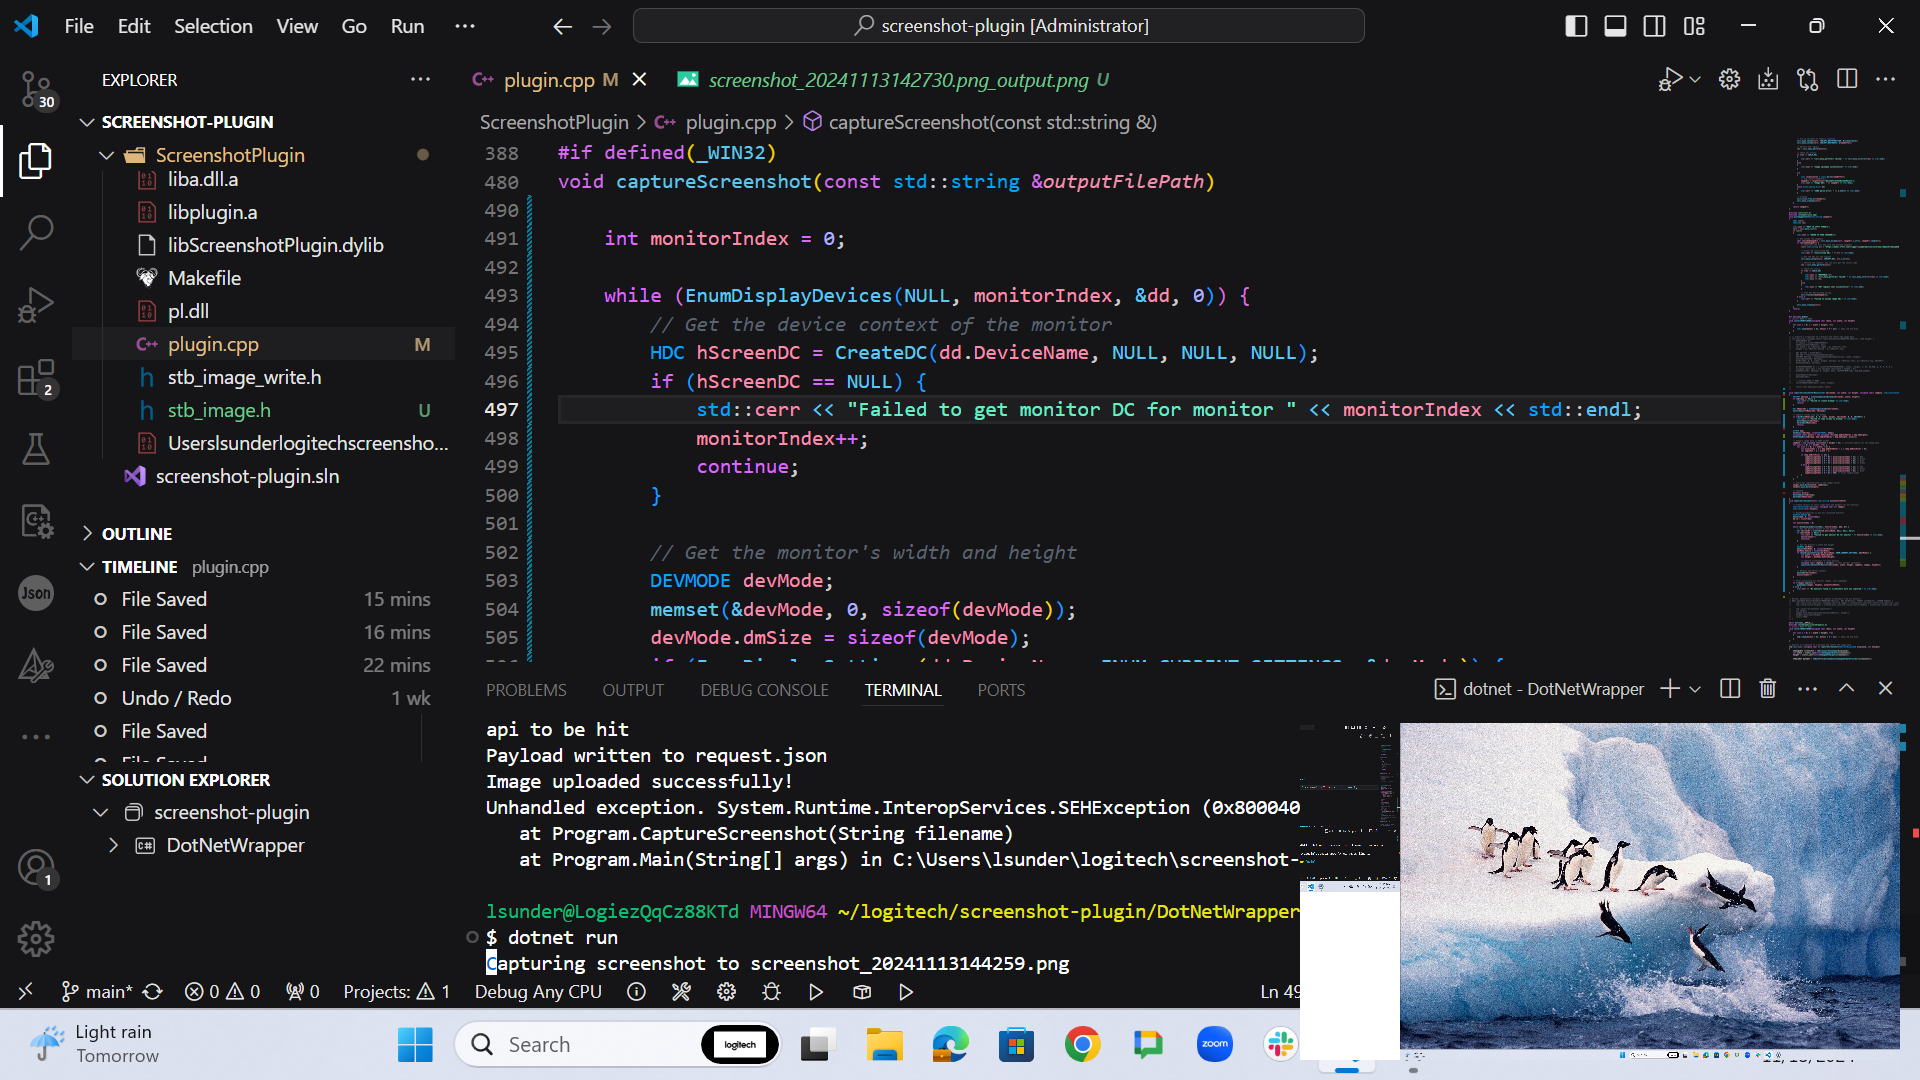 File Edit Selection View Go Run ···
screenshot-plugin [Administrator]
30
2
Json
1
EXPLORER
SCREENSHOT-PLUGIN
ScreenshotPlugin
liba.dll.a
libplugin.a
libScreenshotPlugin.dylib
Makefile
pl.dll
plugin.cpp M
stb_image_write.h
stb_image.h U
Userslsunderlogitechscreensho...
screenshot-plugin.sln
OUTLINE
TIMELINE plugin.cpp
File Saved 15 mins
File Saved 16 mins
File Saved 22 mins
Undo / Redo 1 wk
File Saved
SOLUTION EXPLORER
screenshot-plugin
DotNetWrapper
plugin.cpp M
screenshot_20241113142730.png_output.png U
ScreenshotPlugin > plugin.cpp > captureScreenshot(const std::string &)
388 #if defined(_WIN32)
480 void captureScreenshot(const std::string &outputFilePath)
490
491 int monitorIndex = 0;
492
493 while (EnumDisplayDevices(NULL, monitorIndex, &dd, 0)) {
494 // Get the device context of the monitor
495 HDC hScreenDC = CreateDC(dd.DeviceName, NULL, NULL, NULL);
496 if (hScreenDC == NULL) {
497 std::cerr << "Failed to get monitor DC for monitor " << monitorIndex << std::endl;
498 monitorIndex++;
499 continue;
500 }
501
502 // Get the monitor's width and height
503 DEVMODE devMode;
504 memset(&devMode, 0, sizeof(devMode));
505 devMode.dmSize = sizeof(devMode);
PROBLEMS OUTPUT DEBUG CONSOLE TERMINAL PORTS
dotnet - DotNetWrapper
api to be hit
Payload written to request.json
Image uploaded successfully!
Unhandled exception. System.Runtime.InteropServices.SEHException (0x800040
at Program.CaptureScreenshot(String filename)
at Program.Main(String[] args) in C:\Users\lsunder\logitech\screenshot-
lsunder@LogiezQqCz88KTd MINGW64 ~/logitech/screenshot-plugin/DotNetWrapper
$ dotnet run
Capturing screenshot to screenshot_20241113144259.png
main* 0 0 0 Projects: 1 Debug Any CPU
Ln 49
Light rain
Tomorrow
Search
logitech
zoom